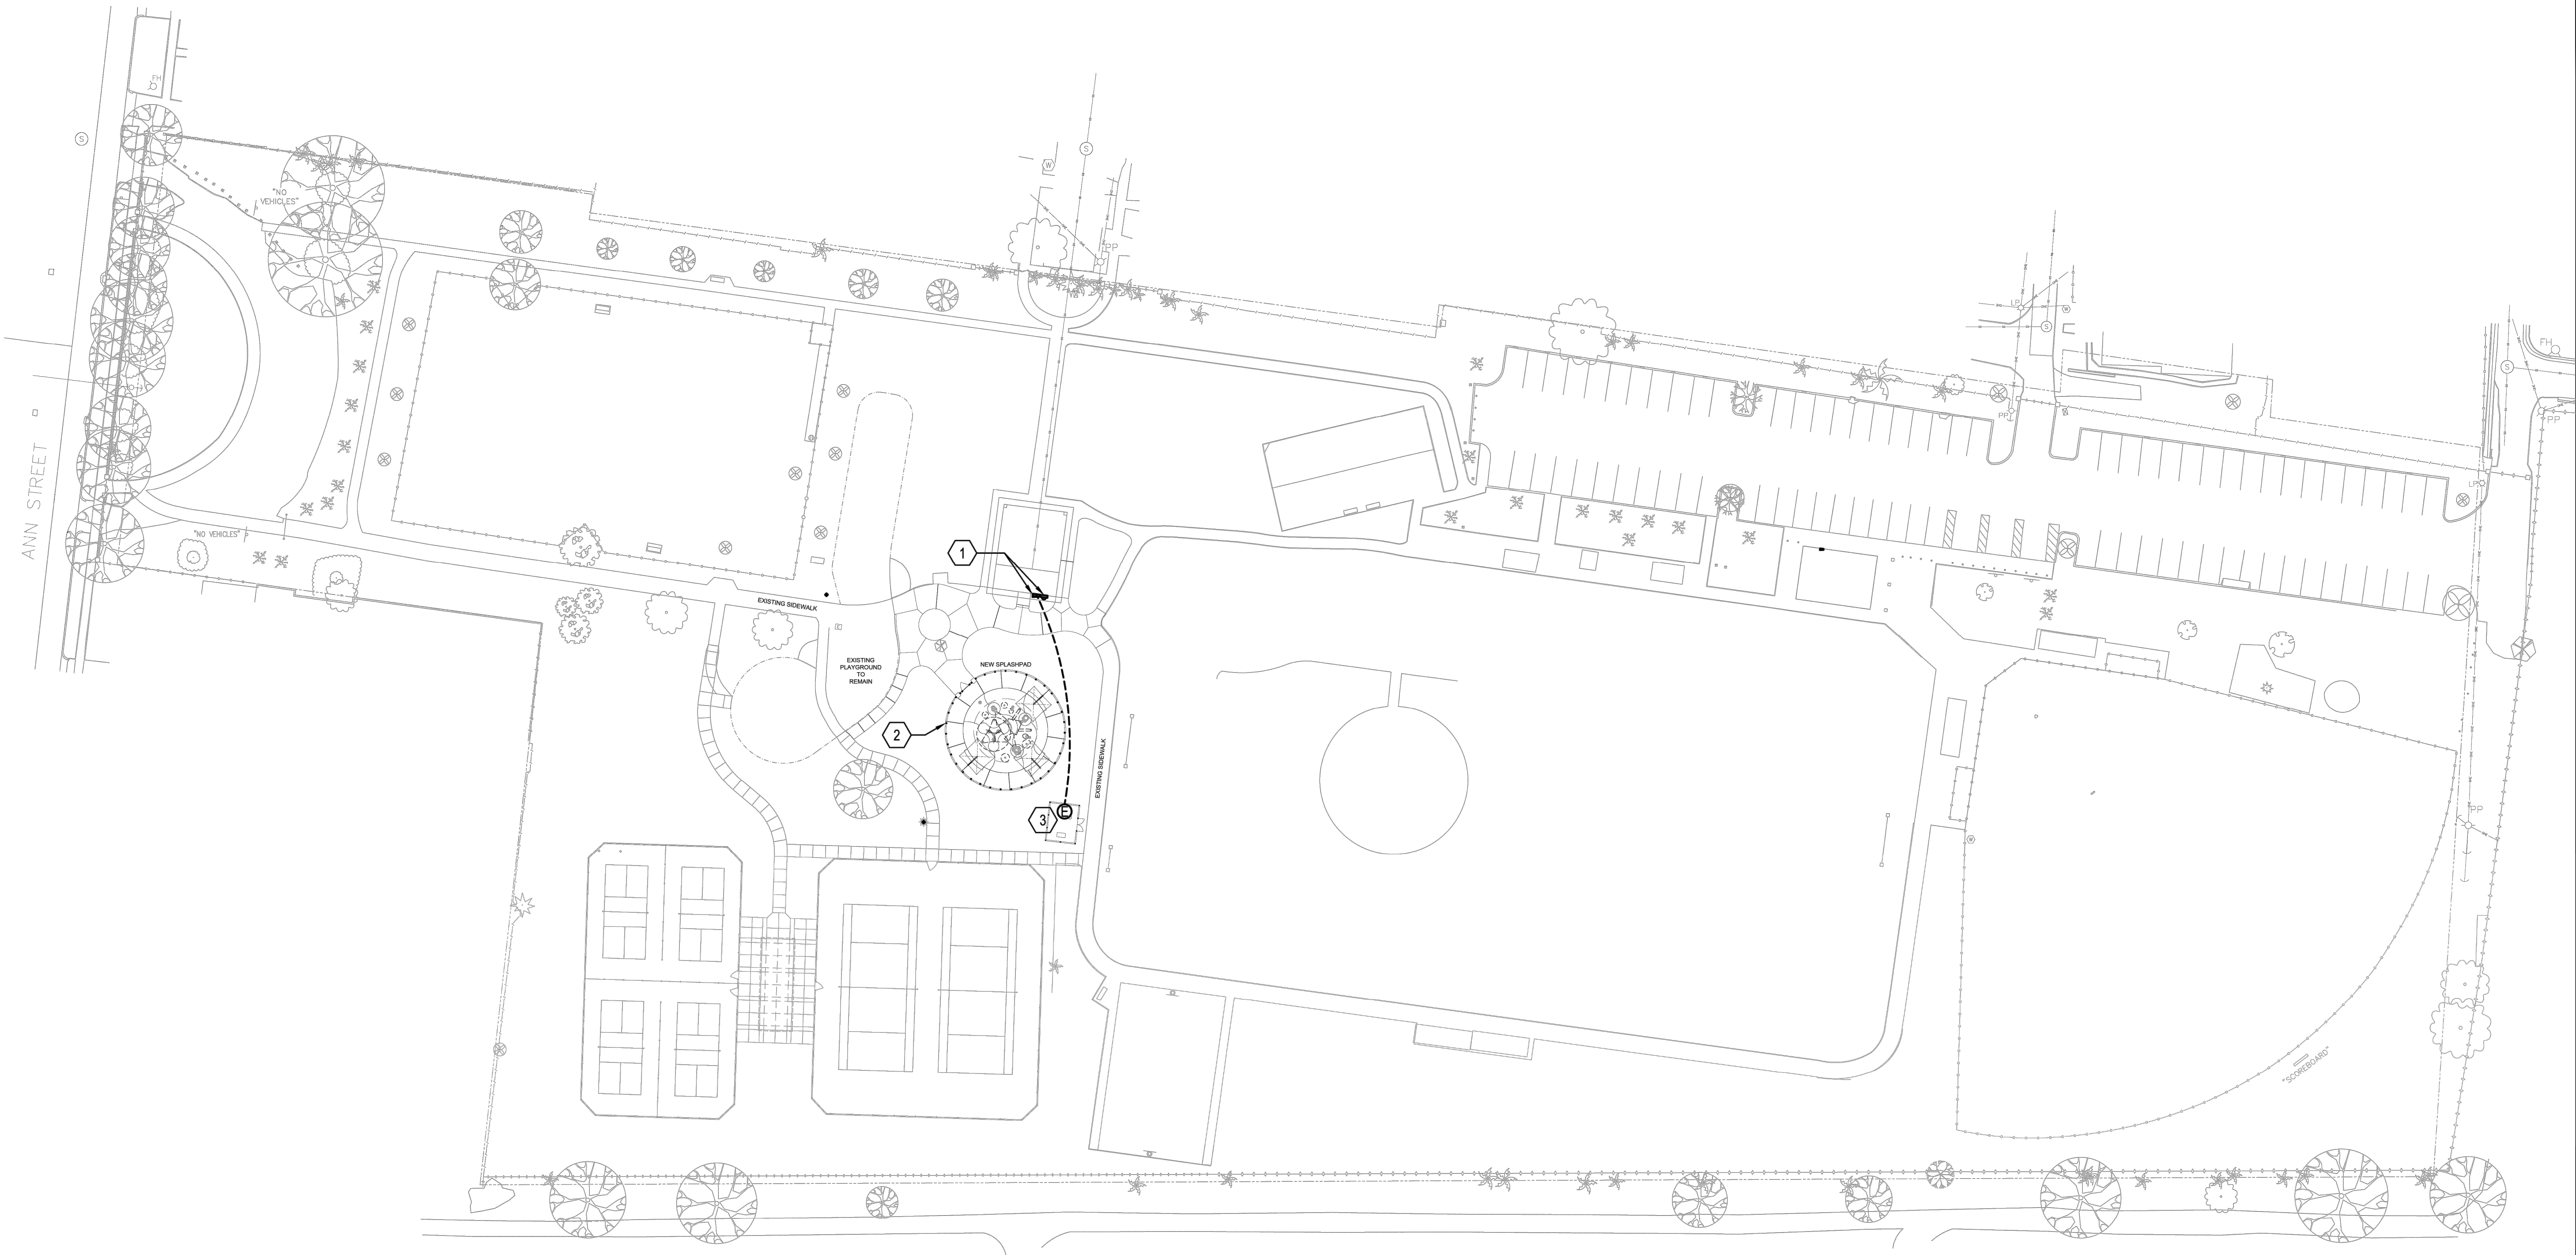 FH
S
"NO
VEHICLES"
W
S
PP
LP
W
S
FH
S
PP
PP
LP
ANN STREET
"NO VEHICLES"
1
EXISTING SIDEWALK
EXISTING
PLAYGROUND
TO
REMAIN
NEW SPLASHPAD
2
EXISTING SIDEWALK
3
E
PP
W
"SCOREBOARD"